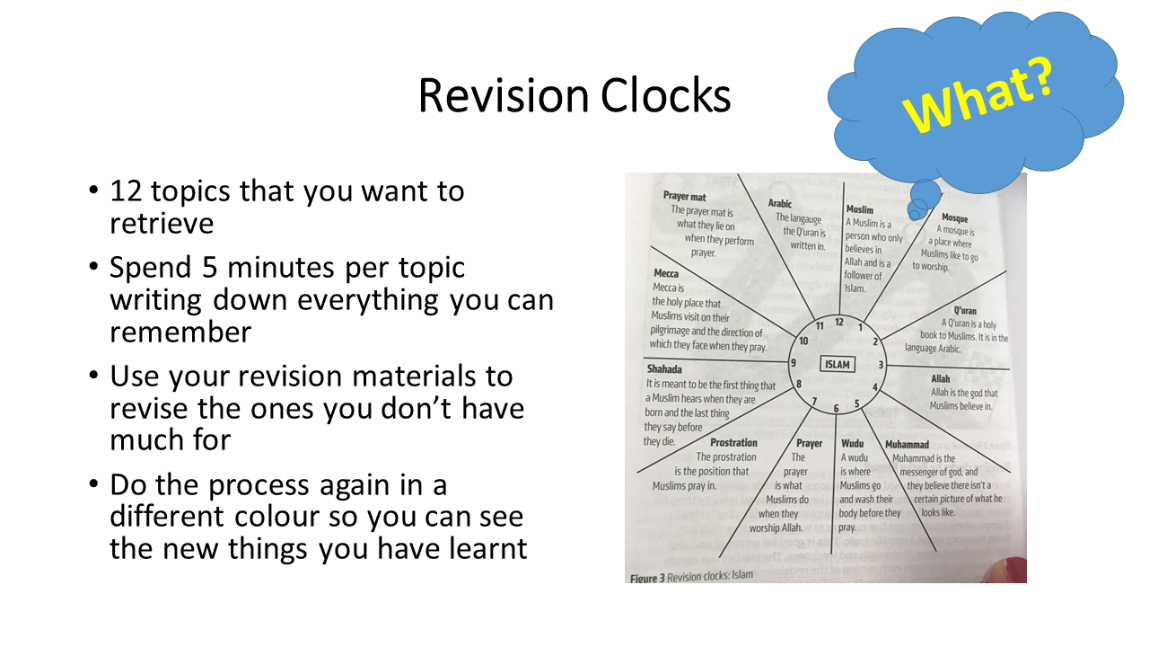 What?
Revision Clocks
• 12 topics that you want to
retrieve
• Spend 5 minutes per topic
writing down everything you can
remember
• Use your revision materials to
revise the ones you don’t have
much for
• Do the process again in a
different colour so you can see
the new things you have learnt
Prayer mat
The prayer mat is
what they lie on
when they perform
prayer.
Arabic
The langauge
the Q'uran is
written in.
Muslim
A Muslim is a
person who only
believes in
Allah and is a
follower of
Islam.
Mosque
A mosque is
a place where
Muslims like to go
to worship.
Q'uran
A Q'uran is a holy
book to Muslims. It is in the
language Arabic.
Allah
Allah is the god that
Muslims believe in.
Muhammad
Muhammad is the
messenger of god, and
they believe there isn't a
certain picture of what he
looks like.
Wudu
A wudu
is where
Muslims go
and wash their
body before they
pray.
Prayer
The
prayer
is what
Muslims do
when they
worship Allah.
Prostration
The prostration
is the position that
Muslims pray in.
Shahada
It is meant to be the first thing that
a Muslim hears when they are
born and the last thing
they say before
they die.
Mecca
Mecca is
the holy place that
Muslims visit on their
pilgrimage and the direction of
which they face when they pray.
12
1
2
3
4
5
6
7
8
9
10
11
ISLAM
Figure 3 Revision clocks: Islam